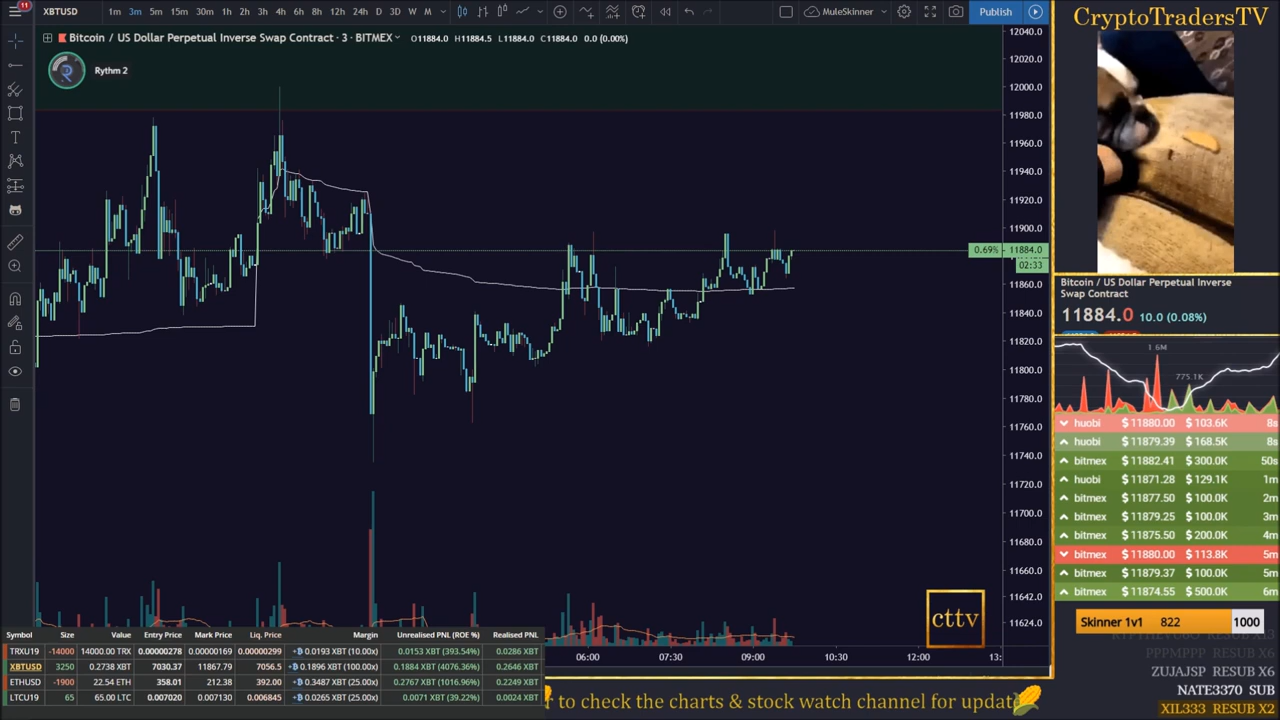 11
XBTUSD 1m 3m 5m 15m 30m 1h 2h 3h 4h 6h 12h 24h D 3D W M MuleSkinner Publish
Bitcoin / US Dollar Perpetual Inverse Swap Contract · 3 · BITMEX O11884.0 H11884.5 L11884.0 C11884.0 0.0 (0.00%)
Rythm 2
12040.0
12020.0
12000.0
11980.0
11960.0
11940.0
11920.0
11900.0
0.69% 11884.0
02:33
11860.0
11840.0
11820.0
11800.0
11780.0
11760.0
11740.0
11720.0
11700.0
11680.0
11660.0
11642.0
11624.0
06:00 07:30 09:00 10:30 12:00 13:
cttv
Symbol Size Value Entry Price Mark Price Liq. Price Margin Unrealised PNL (ROE %) Realised PNL
TRXU19 -14000 14000.00 TRX 0.00000278 0.00000169 0.00000299 0.0193 XBT (10.00x) 0.0153 XBT (393.54%) 0.0286 XBT
XBTUSD 3250 0.2738 XBT 7030.37 11867.79 7056.5 0.1896 XBT (100.00x) 0.1884 XBT (4076.36%) 0.2646 XBT
ETHUSD -1900 22.54 ETH 358.01 212.38 392.00 0.3487 XBT (25.00x) 0.2767 XBT (1016.96%) 0.2249 XBT
LTCU19 65 65.00 LTC 0.007020 0.007130 0.006845 0.0265 XBT (25.00x) 0.0071 XBT (39.22%) 0.0024 XBT
r to check the charts & stock watch channel for update
CryptoTradersTV
Bitcoin / US Dollar Perpetual Inverse
Swap Contract
11884.0 10.0 (0.08%)
1.6M
775.1K
huobi $11880.00 $103.6K 8s
huobi $11879.39 $168.5K 8s
bitmex $11882.41 $300.0K 50s
huobi $11871.28 $129.1K 1m
bitmex $11877.50 $100.0K 2m
bitmex $11879.25 $100.0K 3m
bitmex $11875.50 $200.0K 4m
bitmex $11880.00 $113.8K 5m
bitmex $11879.37 $100.0K 5m
bitmex $11874.55 $500.0K 6m
Skinner 1v1 822 1000
PPPMPPP RESUB X6
ZUJAJSP RESUB X6
NATE3370 SUB
XIL333 RESUB X2